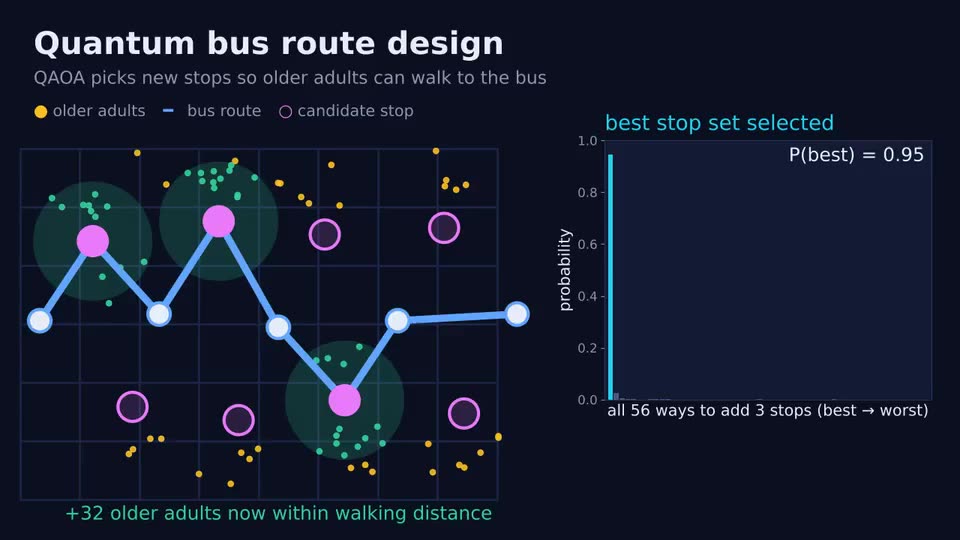 Quantum bus route design
QAOA picks new stops so older adults can walk to the bus
older adults bus route candidate stop
best stop set selected
P(best) = 0.95
1.0
0.8
0.6
0.4
0.2
0.0
probability
all 56 ways to add 3 stops (best → worst)
+32 older adults now within walking distance